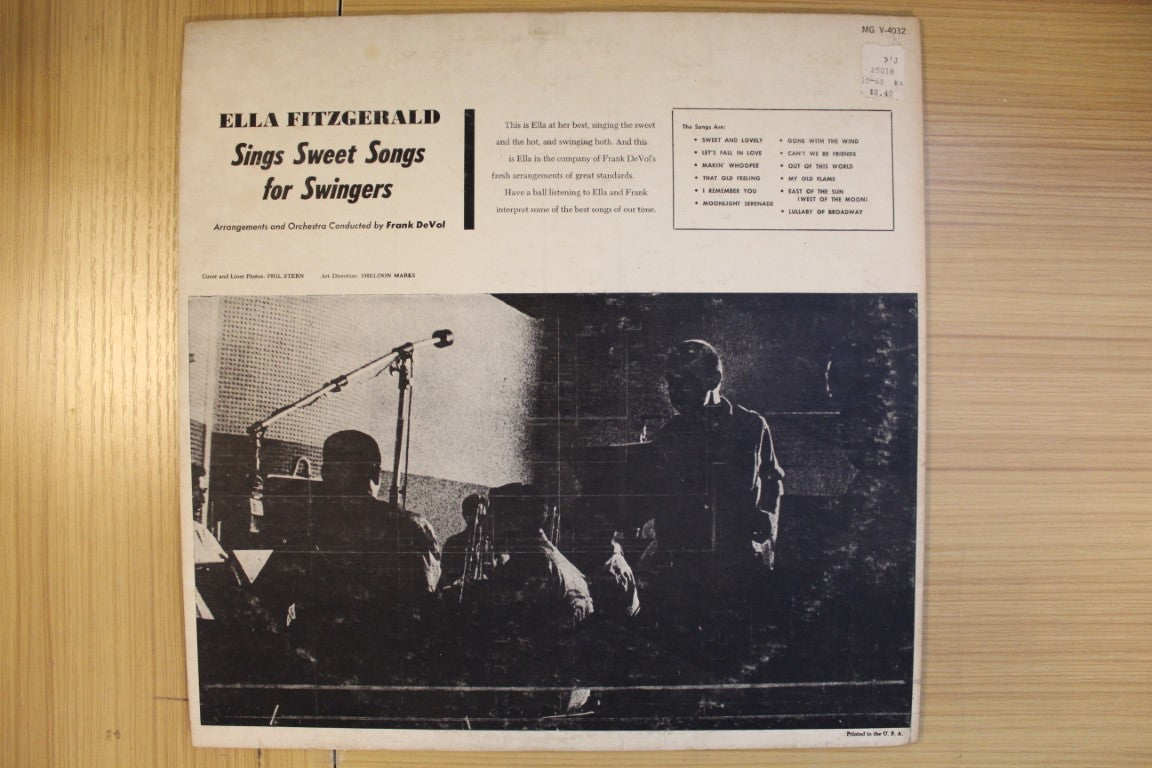 MG V-4032
9/J
25018
$2.40
ELLA FITZGERALD
Sings Sweet Songs
for Swingers
Arrangements and Orchestra Conducted by Frank DeVol
This is Ella at her best, singing the sweet
and the hot, and swinging both. And this
is Ella in the company of Frank DeVol's
fresh arrangements of great standards.
Have a ball listening to Ella and Frank
interpret some of the best songs of our time.
The Songs Are:
• SWEET AND LOVELY
• LET'S FALL IN LOVE
• MAKIN' WHOOPEE
• THAT OLD FEELING
• I REMEMBER YOU
• MOONLIGHT SERENADE
• GONE WITH THE WIND
• CAN'T WE BE FRIENDS
• OUT OF THIS WORLD
• MY OLD FLAME
• EAST OF THE SUN
(WEST OF THE MOON)
• LULLABY OF BROADWAY
Cover and Liner Photos: PHIL STERN Art Direction: SHELDON MARKS
Printed in the U. S. A.